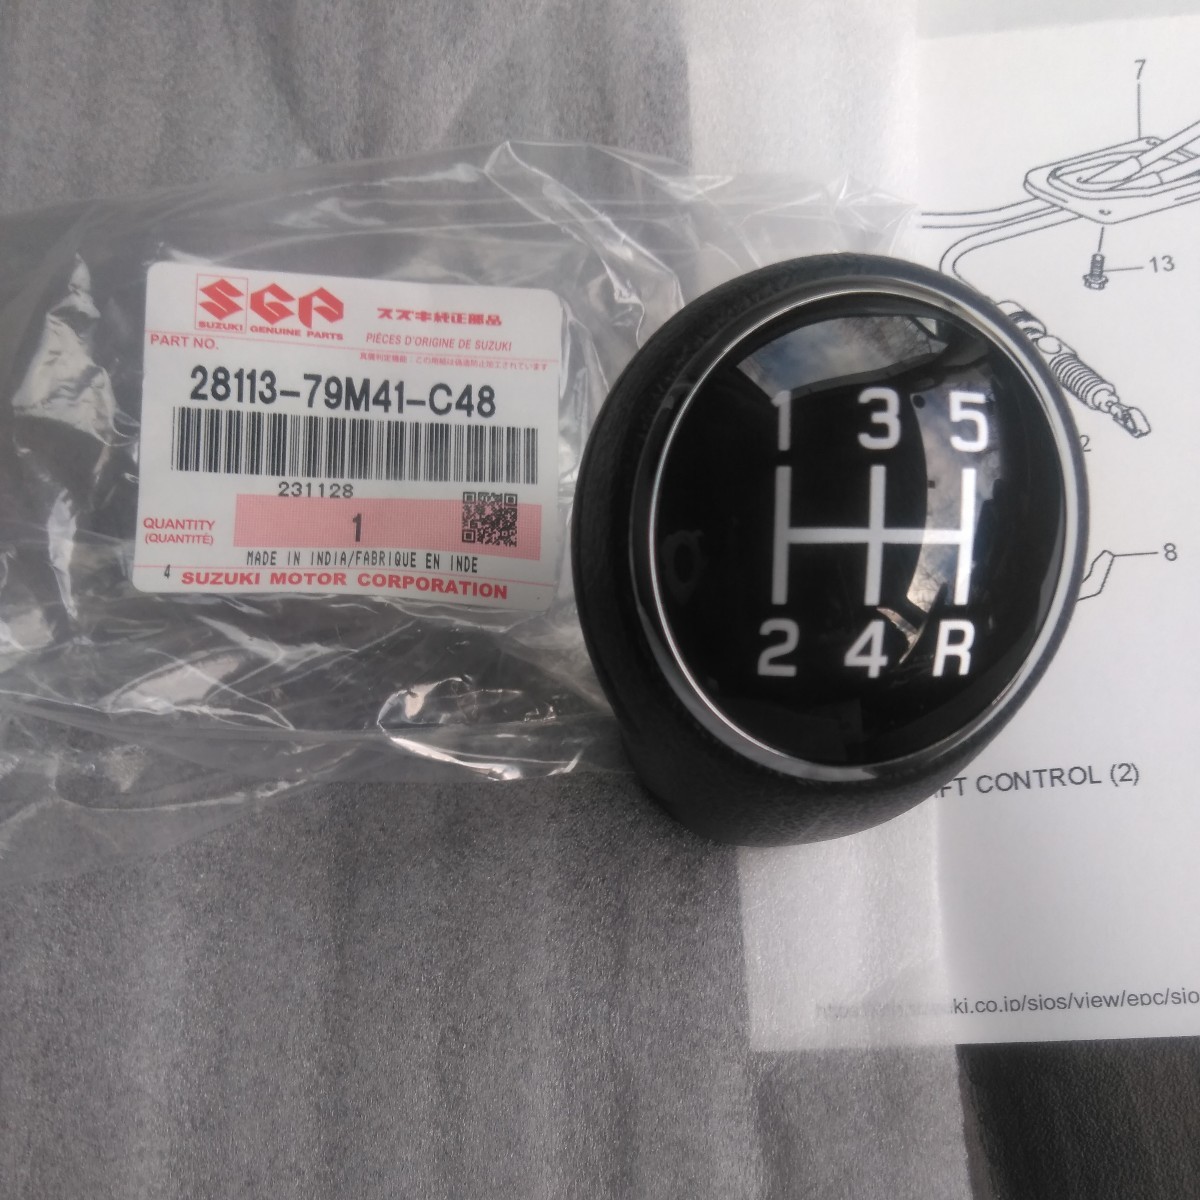 SGP
SUZUKI GENUINE PARTS
スズキ純正部品
PIÈCES D'ORIGINE DE SUZUKI
PART NO.
28113-79M41-C48
231128
QUANTITY
(QUANTITÉ)
1
MADE IN INDIA/FABRIQUE EN INDE
4
SUZUKI MOTOR CORPORATION
1 3 5
2 4 R
7
13
2
8
CONTROL (2)
ki.co.jp/sios/view/epc/sio